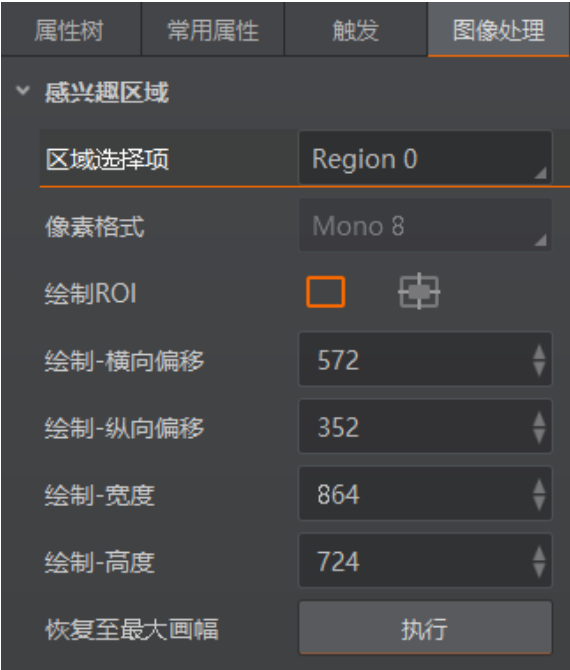 属性树 常用属性 触发 图像处理
感兴趣区域
区域选择项 Region 0
像素格式 Mono 8
绘制ROI
绘制-横向偏移 572
绘制-纵向偏移 352
绘制-宽度 864
绘制-高度 724
恢复至最大画幅 执行